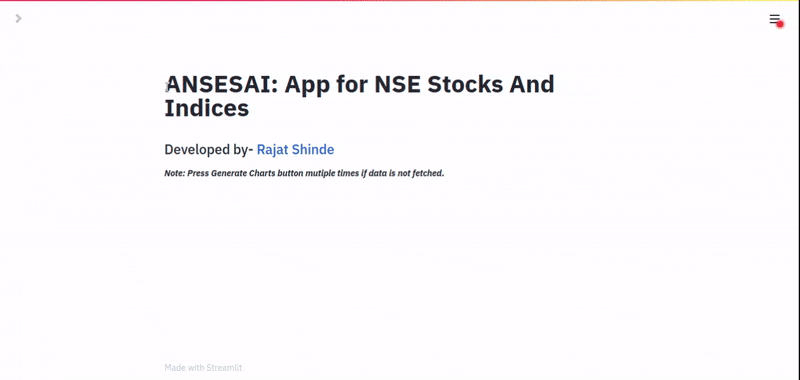 ANSESAI: App for NSE Stocks And
Indices
Developed by- Rajat Shinde
Note: Press Generate Charts button mutiple times if data is not fetched.
Made with Streamlit